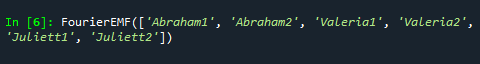 In [6]: FourierEMF(['Abraham1', 'Abraham2', 'Valeria1', 'Valeria2',
'Juliett1', 'Juliett2'])